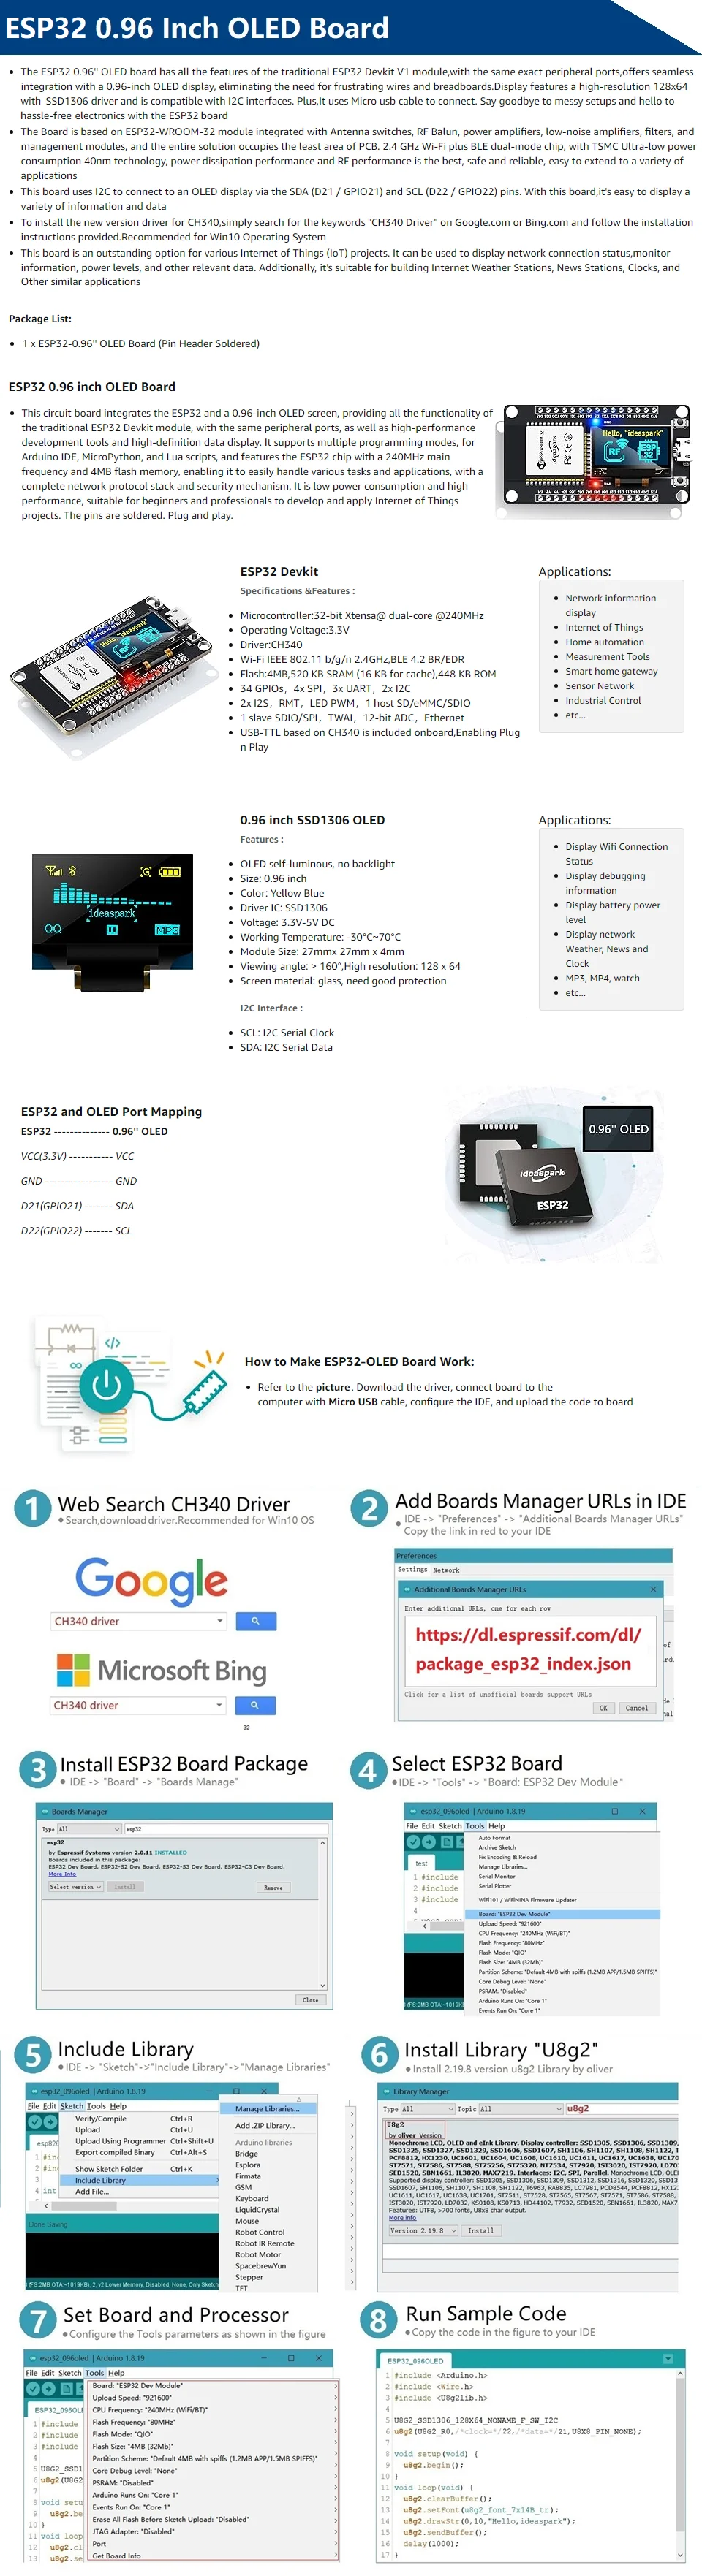 ESP32 0.96 Inch OLED Board
• The ESP32 0.96" OLED board has all the features of the traditional ESP32 Devkit V1 module,with the same exact peripheral ports,offers seamless
integration with a 0.96-inch OLED display, eliminating the need for frustrating wires and breadboards.Display features a high-resolution 128x64
with SSD1306 driver and is compatible with I2C interfaces. Plus,It uses Micro usb cable to connect. Say goodbye to messy setups and hello to
hassle-free electronics with the ESP32 board
• The Board is based on ESP32-WROOM-32 module integrated with Antenna switches, RF Balun, power amplifiers, low-noise amplifiers, filters, and
management modules, and the entire solution occupies the least area of PCB. 2.4 GHz Wi-Fi plus BLE dual-mode chip, with TSMC Ultra-low power
consumption 40nm technology, power dissipation performance and RF performance is the best, safe and reliable, easy to extend to a variety of
applications
• This board uses I2C to connect to an OLED display via the SDA (D21 / GPIO21) and SCL (D22 / GPIO22) pins. With this board,it's easy to display a
variety of information and data
• To install the new version driver for CH340,simply search for the keywords "CH340 Driver" on Google.com or Bing.com and follow the installation
instructions provided.Recommended for Win10 Operating System
• This board is an outstanding option for various Internet of Things (IoT) projects. It can be used to display network connection status,monitor
information, power levels, and other relevant data. Additionally, it's suitable for building Internet Weather Stations, News Stations, Clocks, and
Other similar applications
Package List:
• 1 x ESP32-0.96" OLED Board (Pin Header Soldered)
ESP32 0.96 inch OLED Board
• This circuit board integrates the ESP32 and a 0.96-inch OLED screen, providing all the functionality of
the traditional ESP32 Devkit module, with the same peripheral ports, as well as high-performance
development tools and high-definition data display. It supports multiple programming modes, for
Arduino IDE, MicroPython, and Lua scripts, and features the ESP32 chip with a 240MHz main
frequency and 4MB flash memory, enabling it to easily handle various tasks and applications, with a
complete network protocol stack and security mechanism. It is low power consumption and high
performance, suitable for beginners and professionals to develop and apply Internet of Things
projects. The pins are soldered. Plug and play.
Hello, "ideaspark"
RF
ESP 32
ESP32 Devkit
Specifications &Features :
• Microcontroller:32-bit Xtensa@ dual-core @240MHz
• Operating Voltage:3.3V
• Driver:CH340
• Wi-Fi IEEE 802.11 b/g/n 2.4GHz,BLE 4.2 BR/EDR
• Flash:4MB,520 KB SRAM (16 KB for cache),448 KB ROM
• 34 GPIOs, 4x SPI, 3x UART, 2x I2C
• 2x I2S, RMT, LED PWM, 1 host SD/eMMC/SDIO
• 1 slave SDIO/SPI, TWAI, 12-bit ADC, Ethernet
• USB-TTL based on CH340 is included onboard,Enabling Plug
n Play
Applications:
• Network information
display
• Internet of Things
• Home automation
• Measurement Tools
• Smart home gateway
• Sensor Network
• Industrial Control
• etc...
0.96 inch SSD1306 OLED
Features :
• OLED self-luminous, no backlight
• Size: 0.96 inch
• Color: Yellow Blue
• Driver IC: SSD1306
• Voltage: 3.3V-5V DC
• Working Temperature: -30°C~70°C
• Module Size: 27mmx 27mm x 4mm
• Viewing angle: > 160°,High resolution: 128 x 64
• Screen material: glass, need good protection
I2C Interface :
• SCL: I2C Serial Clock
• SDA: I2C Serial Data
Applications:
• Display Wifi Connection
Status
• Display debugging
information
• Display battery power
level
• Display network
Weather, News and
Clock
• MP3, MP4, watch
• etc...
G
ideaspark
QQ
MP3
ESP32 and OLED Port Mapping
ESP32 -------------- 0.96'' OLED
VCC(3.3V) ----------- VCC
GND ----------------- GND
D21(GPIO21) ------- SDA
D22(GPIO22) ------- SCL
0.96'' OLED
ideaspark
ESP32
How to Make ESP32-OLED Board Work:
• Refer to the picture. Download the driver, connect board to the
computer with Micro USB cable, configure the IDE, and upload the code to board
1 Web Search CH340 Driver
• Search,download driver.Recommended for Win10 OS
Google
CH340 driver
Microsoft Bing
CH340 driver
32
2 Add Boards Manager URLs in IDE
• IDE -> "Preferences" -> "Additional Boards Manager URLs"
Copy the link in red to your IDE
Preferences
Settings Network
Additional Boards Manager URLs
Enter additional URLs, one for each row
https://dl.espressif.com/dl/
package_esp32_index.json
Click for a list of unofficial boards support URLs
OK Cancel
3 Install ESP32 Board Package
• IDE -> "Board" -> "Boards Manage"
Boards Manager
Type All esp32
esp32
by Espressif Systems version 2.0.11 INSTALLED
Boards included in this package:
ESP32 Dev Board, ESP32-S2 Dev Board, ESP32-S3 Dev Board, ESP32-C3 Dev Board.
More Info
Select version Install Remove
Close
4 Select ESP32 Board
• IDE -> "Tools" -> "Board: ESP32 Dev Module"
esp32_096oled | Arduino 1.8.19
File Edit Sketch Tools Help
test
1 #include
2 #include
3 #include
4
Auto Format
Archive Sketch
Fix Encoding & Reload
Manage Libraries...
Serial Monitor
Serial Plotter
WiFi101 / WiFiNINA Firmware Updater
Board: "ESP32 Dev Module"
Upload Speed: "921600"
CPU Frequency: "240MHz (WiFi/BT)"
Flash Frequency: "80MHz"
Flash Mode: "QIO"
Flash Size: "4MB (32Mb)"
Partition Scheme: "Default 4MB with spiffs (1.2MB APP/1.5MB SPIFFS)"
Core Debug Level: "None"
PSRAM: "Disabled"
Arduino Runs On: "Core 1"
Events Run On: "Core 1"
5 Include Library
• IDE -> "Sketch"->"Include Library"->"Manage Libraries"
esp32_096oled | Arduino 1.8.19
File Edit Sketch Tools Help
Verify/Compile Ctrl+R
Upload Ctrl+U
Upload Using Programmer Ctrl+Shift+U
Export compiled Binary Ctrl+Alt+S
Show Sketch Folder Ctrl+K
Include Library
Add File...
Done Saving
Manage Libraries...
Add .ZIP Library...
Arduino libraries
Bridge
Esplora
Firmata
GSM
Keyboard
LiquidCrystal
Mouse
Robot Control
Robot IR Remote
Robot Motor
SpacebrewYun
Stepper
TFT
6 Install Library "U8g2"
• Install 2.19.8 version u8g2 Library by oliver
Library Manager
Type All Topic All u8g2
U8g2
by oliver Version
Monochrome LCD, OLED and eInk Library. Display controller: SSD1305, SSD1306, SSD1309,
More info
Version 2.19.8 Install
7 Set Board and Processor
• Configure the Tools parameters as shown in the figure
esp32_096oled | Arduino 1.8.19
File Edit Sketch Tools Help
Board: "ESP32 Dev Module"
Upload Speed: "921600"
CPU Frequency: "240MHz (WiFi/BT)"
Flash Frequency: "80MHz"
Flash Mode: "QIO"
Flash Size: "4MB (32Mb)"
Partition Scheme: "Default 4MB with spiffs (1.2MB APP/1.5MB SPIFFS)"
Core Debug Level: "None"
PSRAM: "Disabled"
Arduino Runs On: "Core 1"
Events Run On: "Core 1"
Erase All Flash Before Sketch Upload: "Disabled"
JTAG Adapter: "Disabled"
Port
Get Board Info
8 Run Sample Code
• Copy the code in the figure to your IDE
ESP32_096OLED
1 #include <Arduino.h>
2 #include <Wire.h>
3 #include <U8g2lib.h>
4
5 U8G2_SSD1306_128X64_NONAME_F_SW_I2C
6 u8g2(U8G2_R0,/*clock=*/22,/*data=*/21,U8X8_PIN_NONE);
7
8 void setup(void) {
9 u8g2.begin();
10 }
11 void loop(void) {
12 u8g2.clearBuffer();
13 u8g2.setFont(u8g2_font_7x14B_tr);
14 u8g2.drawStr(0,10,"Hello,ideaspark");
15 u8g2.sendBuffer();
16 delay(1000);
17 }